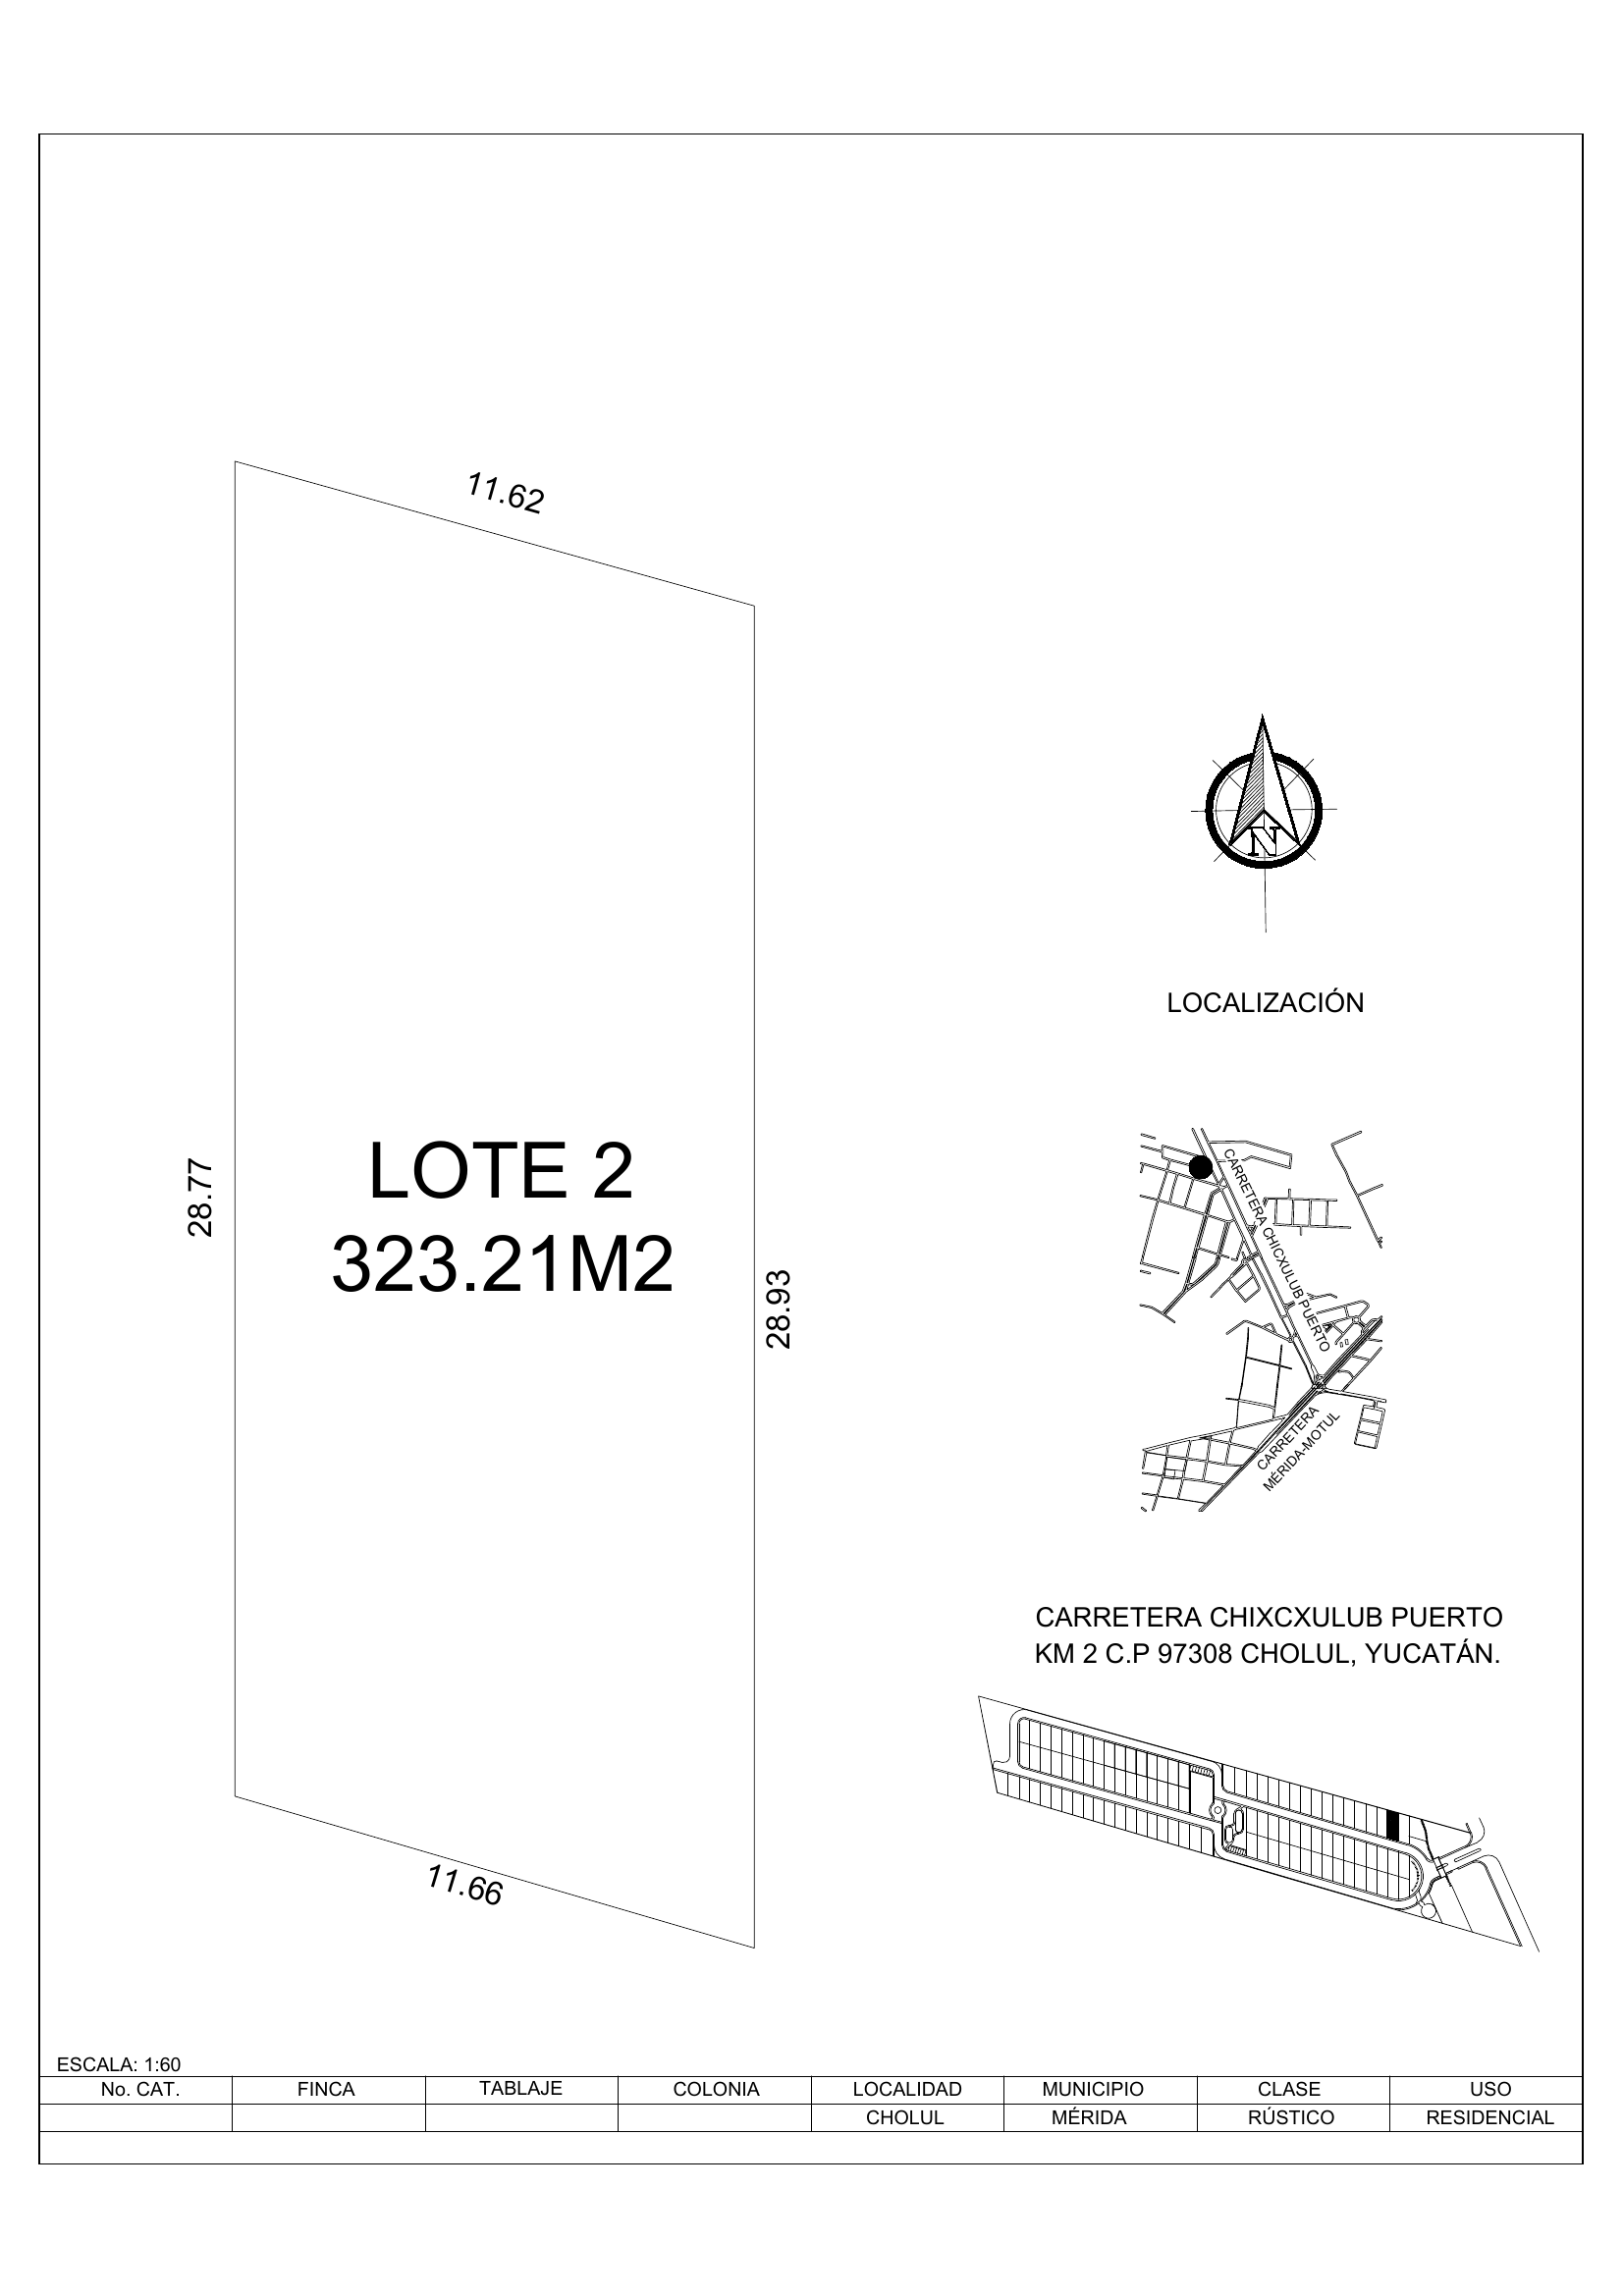 11.62
28.77
LOTE 2
323.21M2
28.93
11.66
N
LOCALIZACIÓN
CARRETERA CHICXULUB PUERTO
CARRETERA
MÉRIDA-MOTUL
CARRETERA CHIXCXULUB PUERTO
KM 2 C.P 97308 CHOLUL, YUCATÁN.
ESCALA: 1:60
No. CAT. FINCA TABLAJE COLONIA LOCALIDAD MUNICIPIO CLASE USO
CHOLUL MÉRIDA RÚSTICO RESIDENCIAL